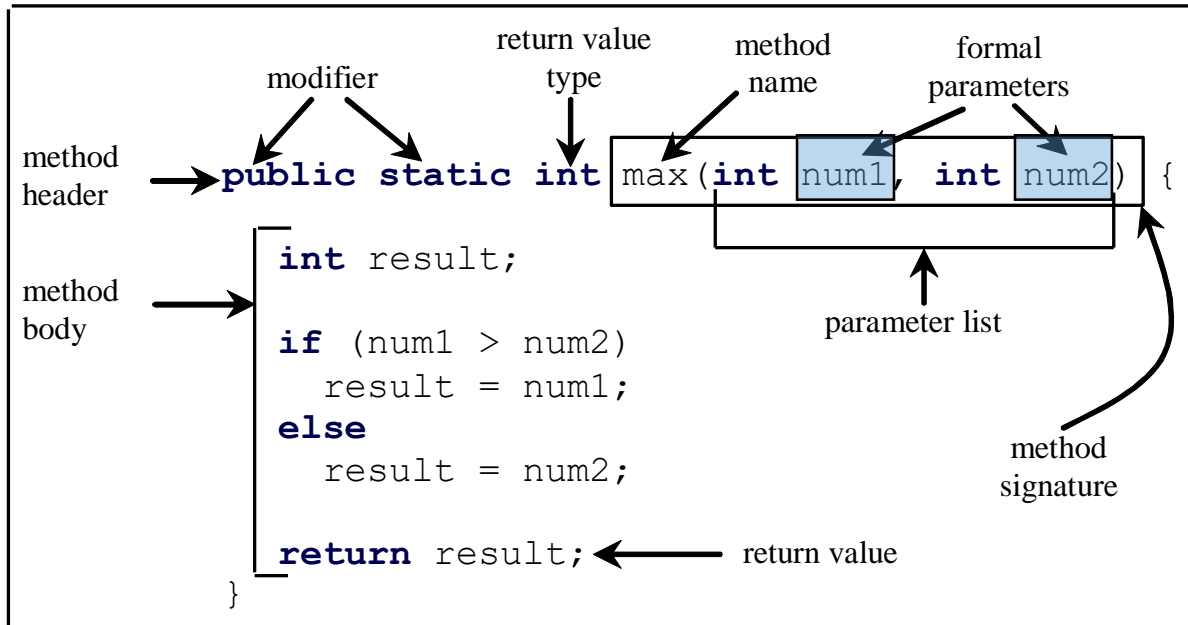 return value
type
method
name
formal
parameters
modifier
method
header
public static int max(int num1, int num2) {
int result;
method
body
parameter list
if (num1 > num2)
result = num1;
else
result = num2;
method
signature
return result;
return value
}